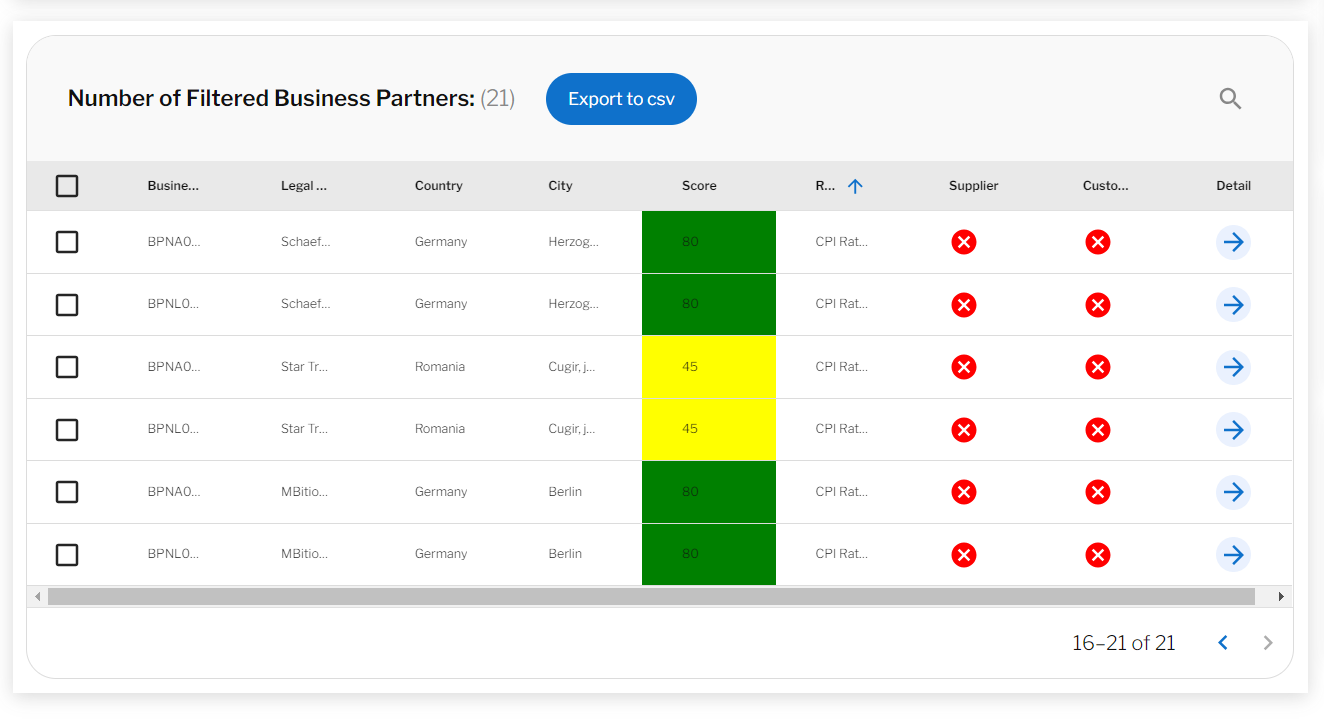 Number of Filtered Business Partners: (21) Export to csv
Busine... Legal ... Country City Score R... Supplier Custo... Detail
BPNA0... Schaef... Germany Herzog... 80 CPI Rat...
BPNL0... Schaef... Germany Herzog... 80 CPI Rat...
BPNA0... Star Tr... Romania Cugir, j... 45 CPI Rat...
BPNL0... Star Tr... Romania Cugir, j... 45 CPI Rat...
BPNA0... MBitio... Germany Berlin 80 CPI Rat...
BPNL0... MBitio... Germany Berlin 80 CPI Rat...
16–21 of 21